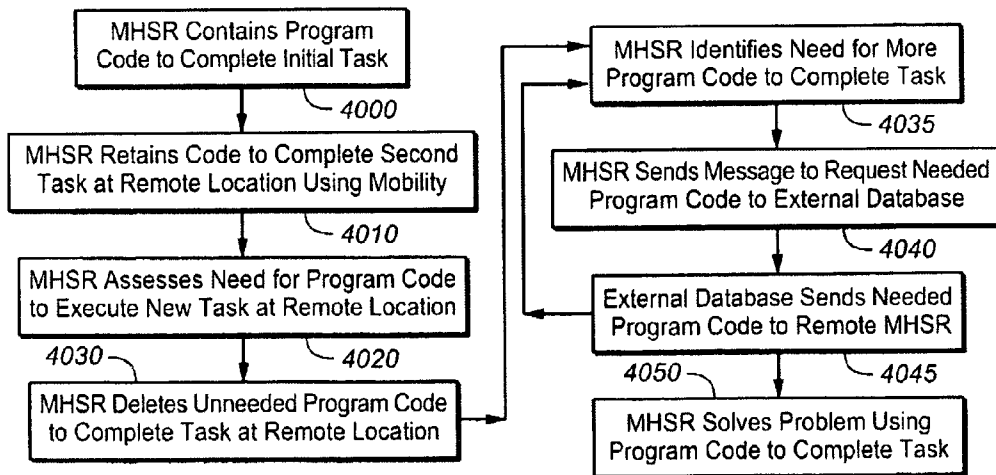 MHSR Contains Program
Code to Complete Initial Task
4000
MHSR Retains Code to Complete Second
Task at Remote Location Using Mobility
4010
MHSR Assesses Need for Program Code
to Execute New Task at Remote Location
4020
4030
MHSR Deletes Unneeded Program Code
to Complete Task at Remote Location
MHSR Identifies Need for More
Program Code to Complete Task
4035
MHSR Sends Message to Request Needed
Program Code to External Database
4040
External Database Sends Needed
Program Code to Remote MHSR
4045
4050
MHSR Solves Problem Using
Program Code to Complete Task